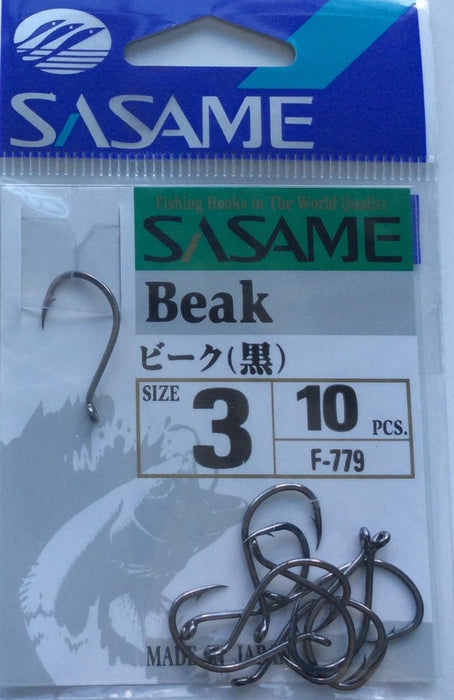 SASAME
Fishing Hooks in The World Quality
SASAME
Beak
ビーク(黒)
SIZE
3
10
PCS.
F-779
MADE IN JAPAN